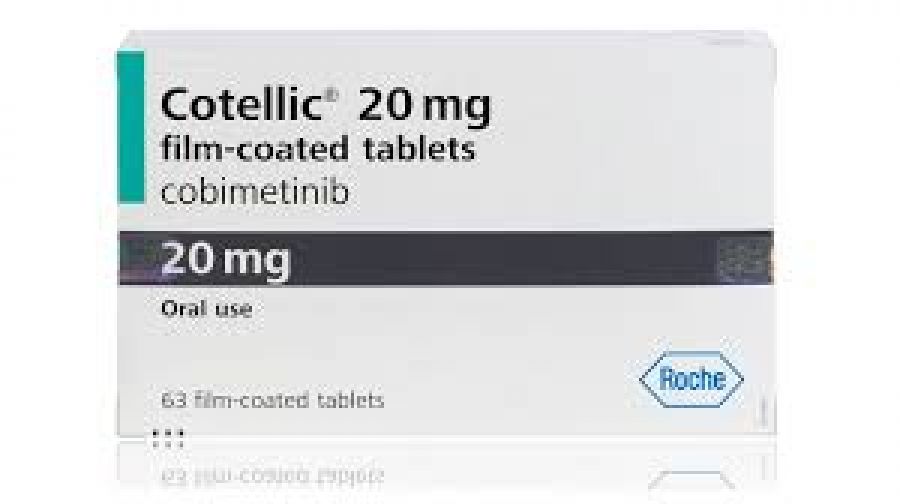 Cotellic® 20 mg
film-coated tablets
cobimetinib
20 mg
Oral use
63 film-coated tablets
Roche